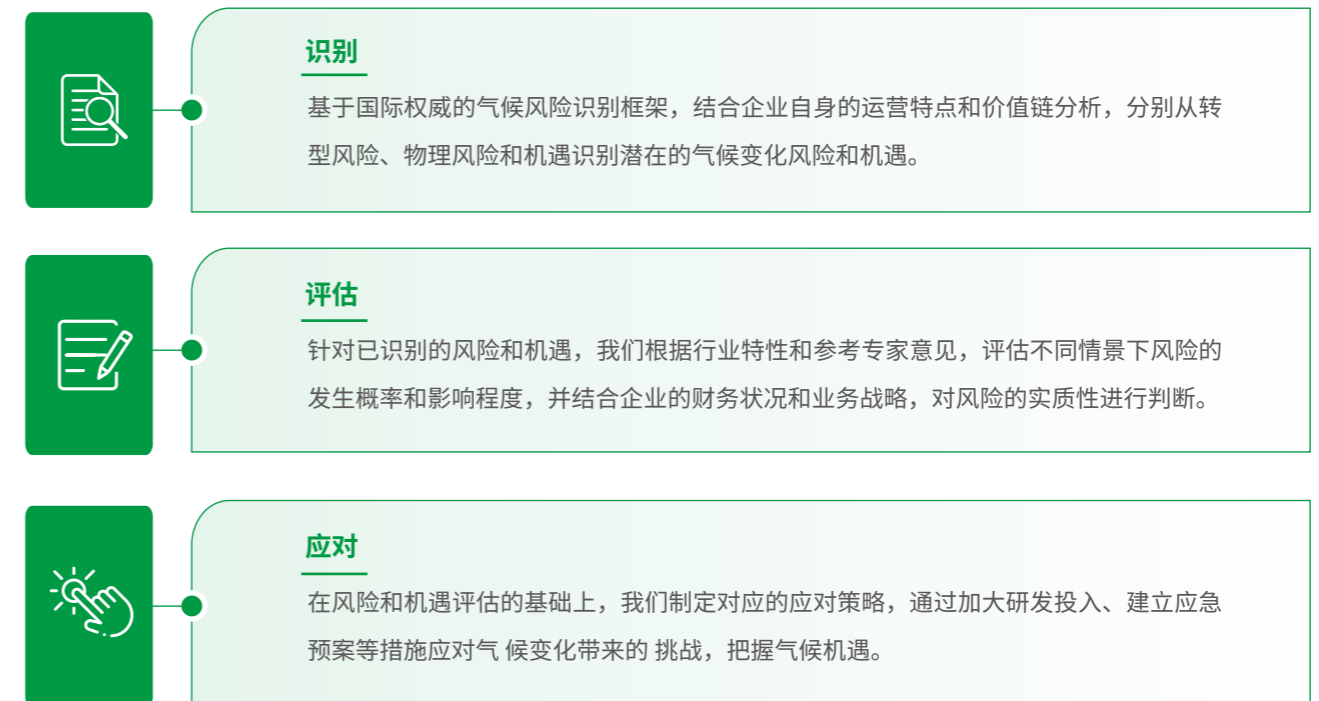 识别
基于国际权威的气候风险识别框架，结合企业自身的运营特点和价值链分析，分别从转
型风险、物理风险和机遇识别潜在的气候变化风险和机遇。
评估
针对已识别的风险和机遇，我们根据行业特性和参考专家意见，评估不同情景下风险的
发生概率和影响程度，并结合企业的财务状况和业务战略，对风险的实质性进行判断。
应对
在风险和机遇评估的基础上，我们制定对应的应对策略，通过加大研发投入、建立应急
预案等措施应对气 候变化带来的 挑战，把握气候机遇。